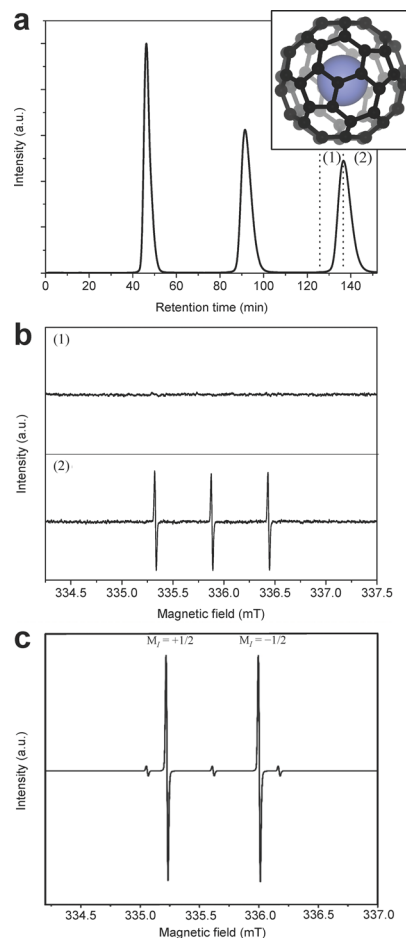 a
Intensity (a.u.)
(1) (2)
0 20 40 60 80 100 120 140
Retention time (min)
b
(1)
(2)
Intensity (a.u.)
334.5 335.0 335.5 336.0 336.5 337.0 337.5
Magnetic field (mT)
c
M_I = +1/2 M_I = −1/2
Intensity (a.u.)
334.5 335.0 335.5 336.0 336.5 337.0
Magnetic field (mT)